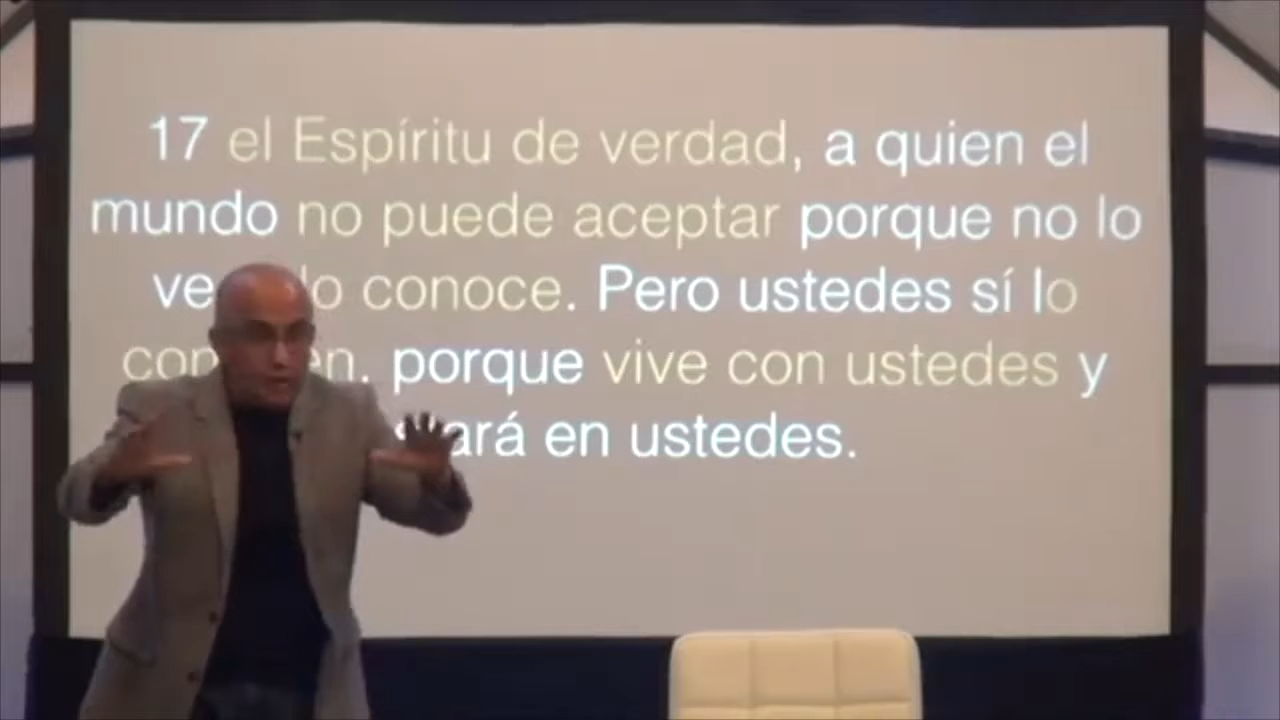 17 el Espíritu de verdad, a quien el
mundo no puede aceptar porque no lo
lo conoce. Pero ustedes sí lo
porque vive con ustedes y
en ustedes.